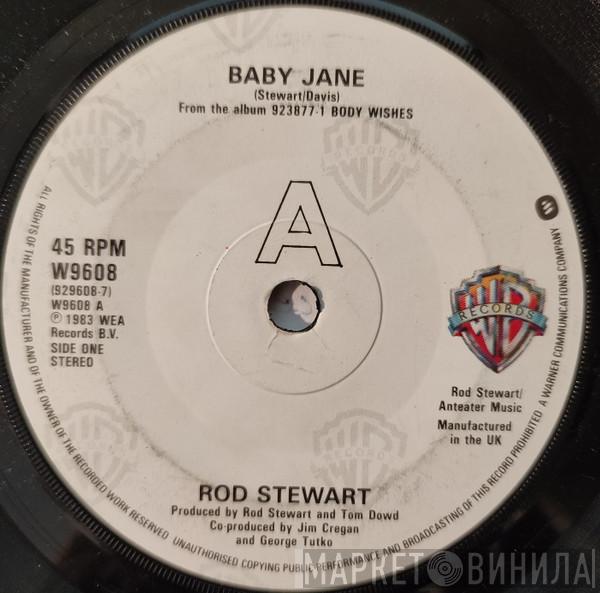 BABY JANE
(Stewart/Davis)
From the album 923877-1 BODY WISHES
A
45 RPM
W9608
(929608-7)
W9608 A
℗ 1983 WEA
Records B.V.
SIDE ONE
STEREO
RECORDS
Rod Stewart/
Anteater Music
Manufactured
in the UK
ROD STEWART
Produced by Rod Stewart and Tom Dowd
Co-produced by Jim Cregan
and George Tutko
ALL RIGHTS OF THE MANUFACTURER AND OF THE OWNER OF THE RECORDED WORK RESERVED UNAUTHORISED COPYING PUBLIC PERFORMANCE AND BROADCASTING OF THIS RECORD PROHIBITED A WARNER COMMUNICATIONS COMPANY
МАРКЕТ ВИНИЛА